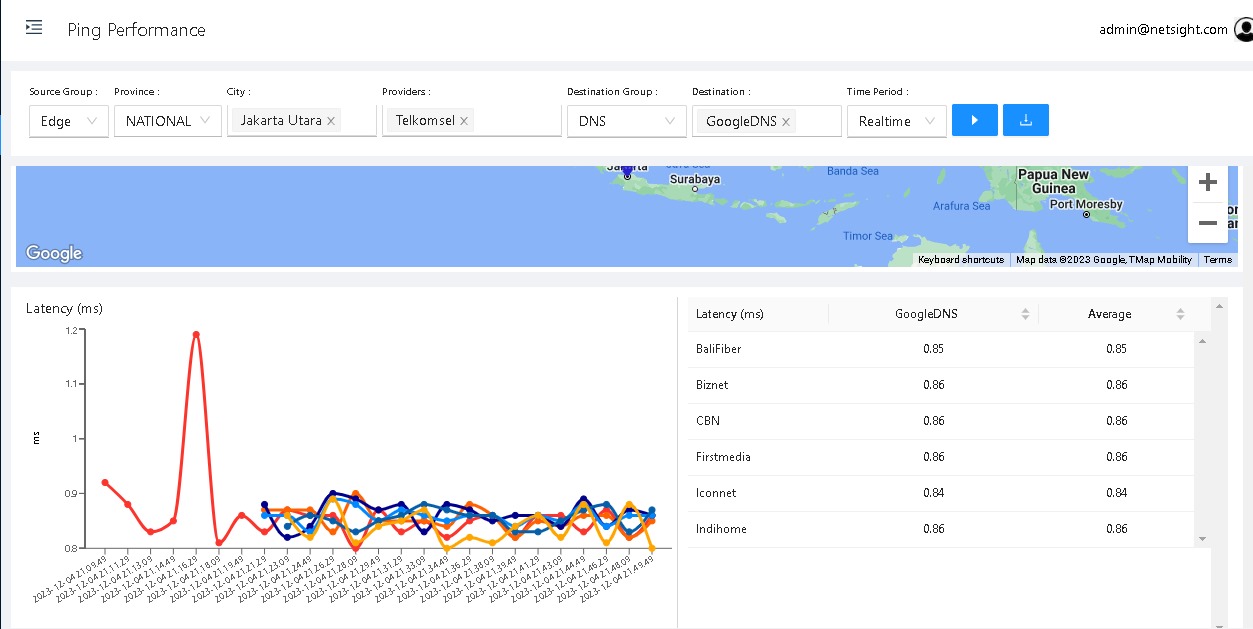 Ping Performance
admin@netsight.com
Source Group : Province : City : Providers : Destination Group : Destination : Time Period :
Edge NATIONAL Jakarta Utara × Telkomsel × DNS GoogleDNS × Realtime
Surabaya
Banda Sea
Papua New
Guinea
Arafura Sea
Port Moresby
Timor Sea
Google
Keyboard shortcuts Map data ©2023 Google, TMap Mobility Terms
Latency (ms)
1.2
1.1
1
0.9
0.8
ms
2023-12-04 21:09:49
2023-12-04 21:11:29
2023-12-04 21:13:09
2023-12-04 21:14:49
2023-12-04 21:16:29
2023-12-04 21:18:09
2023-12-04 21:19:49
2023-12-04 21:21:29
2023-12-04 21:23:09
2023-12-04 21:24:49
2023-12-04 21:26:29
2023-12-04 21:28:09
2023-12-04 21:29:49
2023-12-04 21:31:29
2023-12-04 21:33:09
2023-12-04 21:34:49
2023-12-04 21:36:29
2023-12-04 21:38:09
2023-12-04 21:39:49
2023-12-04 21:41:29
2023-12-04 21:43:09
2023-12-04 21:44:49
2023-12-04 21:46:29
2023-12-04 21:48:09
2023-12-04 21:49:49
Latency (ms) GoogleDNS Average
BaliFiber 0.85 0.85
Biznet 0.86 0.86
CBN 0.86 0.86
Firstmedia 0.86 0.86
Iconnet 0.84 0.84
Indihome 0.86 0.86